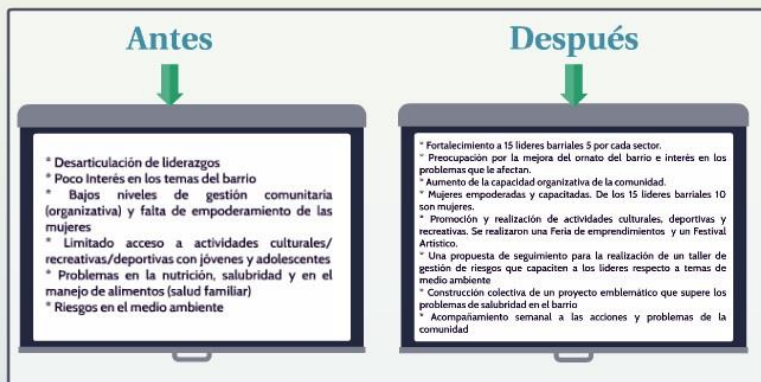 Antes
* Desarticulación de liderazgos
* Poco Interés en los temas del barrio
* Bajos niveles de gestión comunitaria
(organizativa) y falta de empoderamiento de las
mujeres
* Limitado acceso a actividades culturales/
recreativas/deportivas con jóvenes y adolescentes
* Problemas en la nutrición, salubridad y en el
manejo de alimentos (salud familiar)
* Riesgos en el medio ambiente
Después
* Fortalecimiento a 15 lideres barriales 5 por cada sector.
* Preocupación por la mejora del ornato del barrio e interés en los
problemas que le afectan.
* Aumento de la capacidad organizativa de la comunidad.
* Mujeres empoderadas y capacitadas. De los 15 lideres barriales 10
son mujeres.
* Promoción y realización de actividades culturales, deportivas y
recreativas. Se realizaron una Feria de emprendimientos y un Festival
Artístico.
* Una propuesta de seguimiento para la realización de un taller de
gestión de riesgos que capaciten a los lideres respecto a temas de
medio ambiente
* Construcción colectiva de un proyecto emblemático que supere los
problemas de salubridad en el barrio
* Acompañamiento semanal a las acciones y problemas de la
comunidad